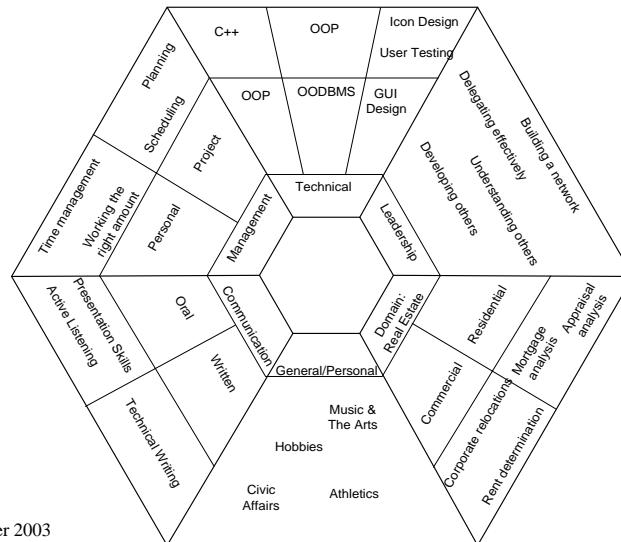 C++
OOP
Icon Design
User Testing
OOP
OODBMS
GUI
Design
Technical
Planning
Scheduling
Project
Time management
Working the
right amount
Personal
Management
Building a network
Delegating effectively
Understanding others
Developing others
Leadership
Presentation Skills
Active Listening
Oral
Communication
Written
Technical Writing
Domain:
Real Estate
Residential
Mortgage
analysis
Appraisal
analysis
Commercial
Corporate relocations
Rent determination
General/Personal
Music &
The Arts
Hobbies
Civic
Affairs
Athletics
er 2003